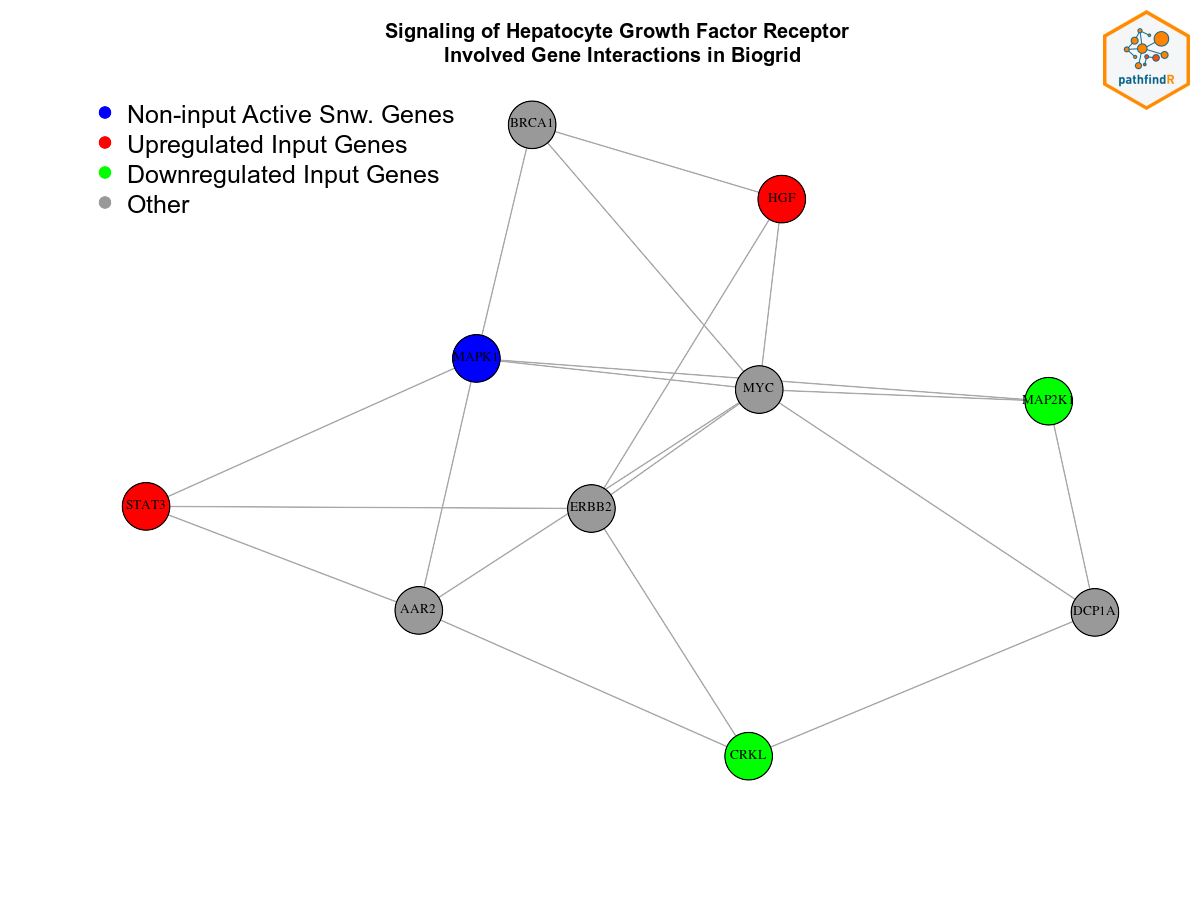 Signaling of Hepatocyte Growth Factor Receptor
Involved Gene Interactions in Biogrid
pathfindR
Non-input Active Snw. Genes
Upregulated Input Genes
Downregulated Input Genes
Other
BRCA1
HGF
MAPK1
MYC
MAP2K1
STAT3
ERBB2
AAR2
DCP1A
CRKL